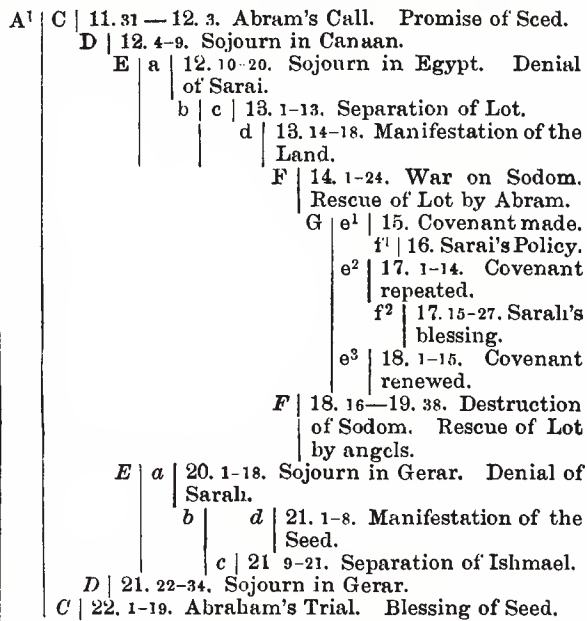 A¹ | C | 11. 31 — 12. 3. Abram's Call. Promise of Seed.
D | 12. 4-9. Sojourn in Canaan.
E | a | 12. 10-20. Sojourn in Egypt. Denial
of Sarai.
b | c | 13. 1-13. Separation of Lot.
d | 13. 14-18. Manifestation of the
Land.
F | 14. 1-24. War on Sodom.
Rescue of Lot by Abram.
G | e¹ | 15. Covenant made.
f¹ | 16. Sarai's Policy.
e² | 17. 1-14. Covenant
repeated.
f² | 17. 15-27. Sarah's
blessing.
e³ | 18. 1-15. Covenant
renewed.
F | 18. 16—19. 38. Destruction
of Sodom. Rescue of Lot
by angels.
E | a | 20. 1-18. Sojourn in Gerar. Denial of
Sarah.
b | d | 21. 1-8. Manifestation of the
Seed.
c | 21 9-21. Separation of Ishmael.
D | 21. 22-34. Sojourn in Gerar.
C | 22. 1-19. Abraham's Trial. Blessing of Seed.